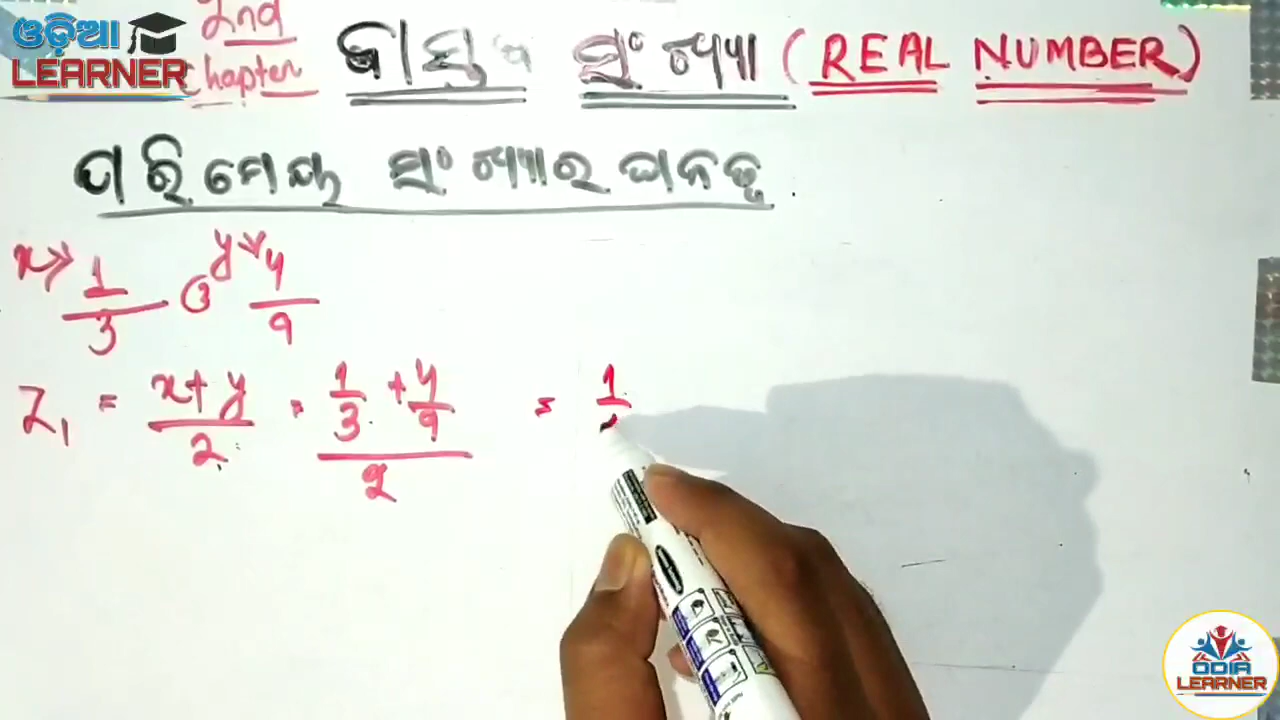 ଓଡ଼ିଆ
LEARNER
2nd
chapter
ବାସ୍ତବ ସଂଖ୍ୟା (REAL NUMBER)
ପରିମେୟ ସଂଖ୍ୟାର ଘନତ୍ୱ
x→ 1/3 ଓ y→ 4/9
Z₁ = x+y/2 = 1/3 + 4/9 / 2 = 1/
ODIA
LEARNER